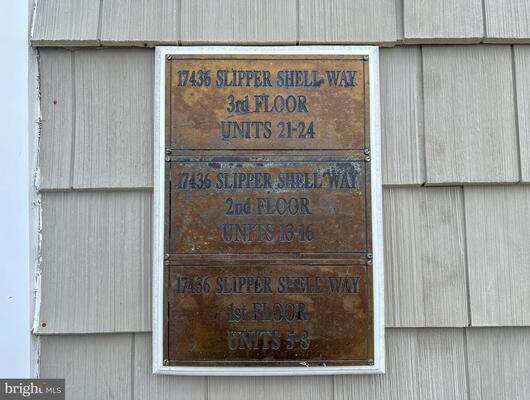 17436 SLIPPER SHELL WAY
3rd FLOOR
UNITS 21-24
17436 SLIPPER SHELL WAY
2nd FLOOR
UNITS 13-16
17436 SLIPPER SHELL WAY
1st FLOOR
UNITS 5-8
bright MLS